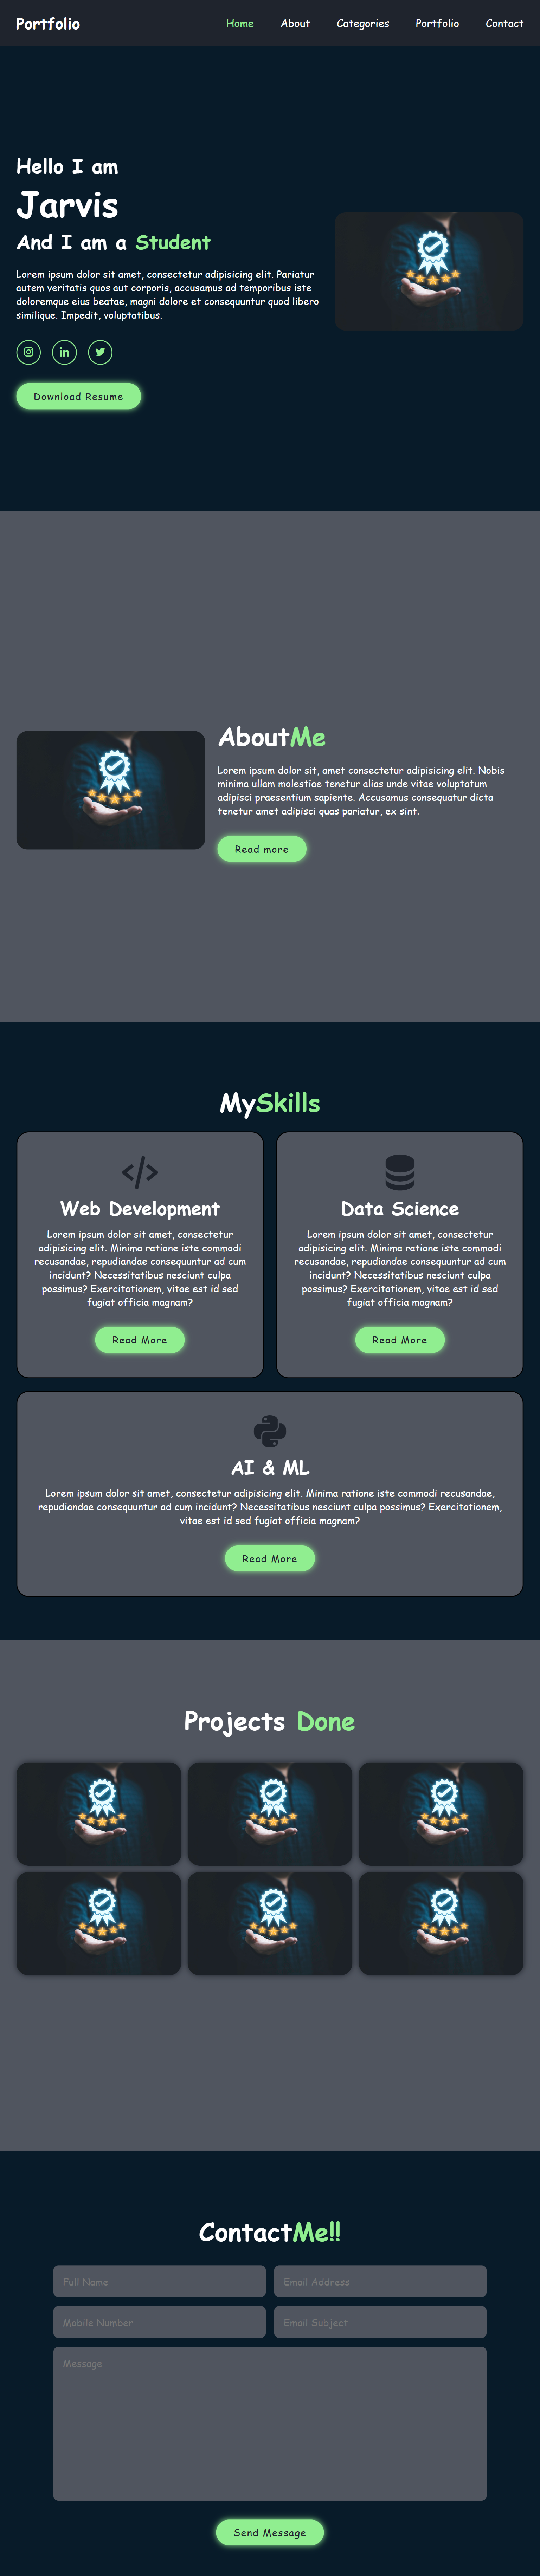 Portfolio
Home About Categories Portfolio Contact
Hello I am
Jarvis
And I am a Student
Lorem ipsum dolor sit amet, consectetur adipisicing elit. Pariatur
autem veritatis quos aut corporis, accusamus ad temporibus iste
doloremque eius beatae, magni dolore et consequuntur quod libero
similique. Impedit, voluptatibus.
Download Resume
AboutMe
Lorem ipsum dolor sit, amet consectetur adipisicing elit. Nobis
minima ullam molestiae tenetur alias unde vitae voluptatum
adipisci praesentium sapiente. Accusamus consequatur dicta
tenetur amet adipisci quas pariatur, ex sint.
Read more
MySkills
Web Development
Lorem ipsum dolor sit amet, consectetur
adipisicing elit. Minima ratione iste commodi
recusandae, repudiandae consequuntur ad cum
incidunt? Necessitatibus nesciunt culpa
possimus? Exercitationem, vitae est id sed
fugiat officia magnam?
Read More
Data Science
Lorem ipsum dolor sit amet, consectetur
adipisicing elit. Minima ratione iste commodi
recusandae, repudiandae consequuntur ad cum
incidunt? Necessitatibus nesciunt culpa
possimus? Exercitationem, vitae est id sed
fugiat officia magnam?
Read More
AI & ML
Lorem ipsum dolor sit amet, consectetur adipisicing elit. Minima ratione iste commodi recusandae,
repudiandae consequuntur ad cum incidunt? Necessitatibus nesciunt culpa possimus? Exercitationem,
vitae est id sed fugiat officia magnam?
Read More
Projects Done
ContactMe!!
Full Name
Email Address
Mobile Number
Email Subject
Message
Send Message